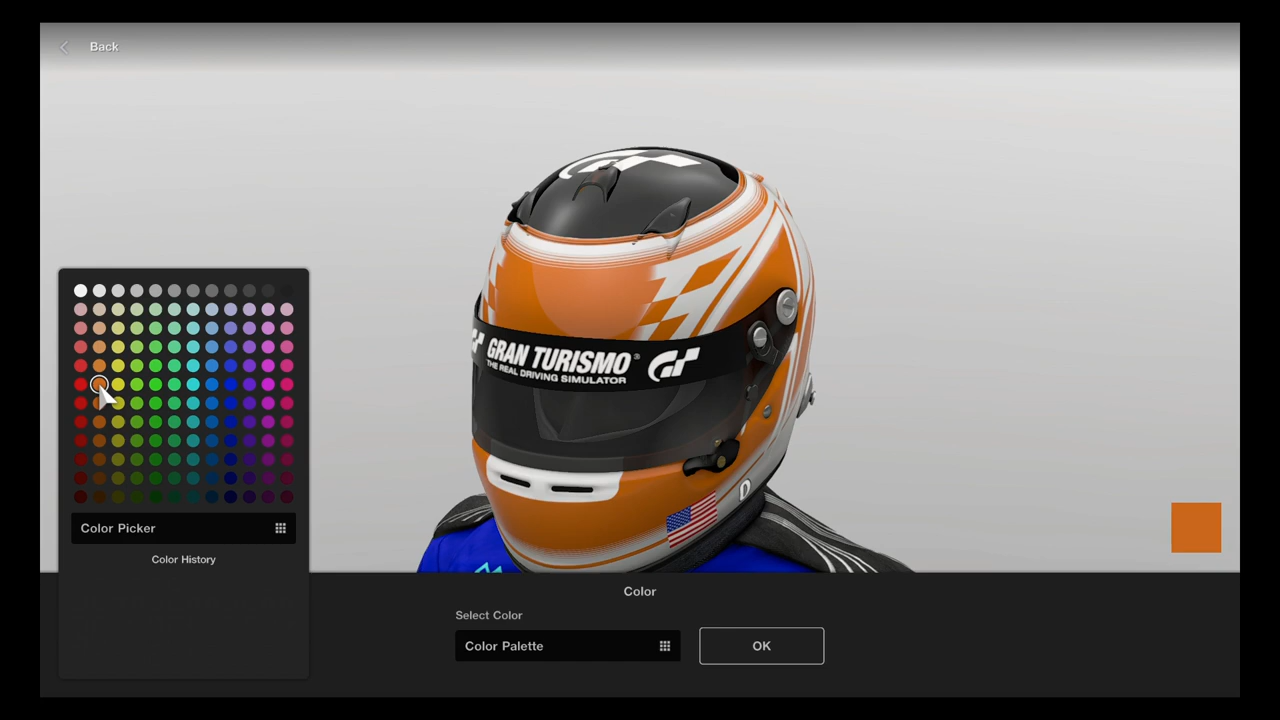 Back
GRAN TURISMO®
THE REAL DRIVING SIMULATOR
D
Color Picker
Color History
Color
Select Color
Color Palette
OK